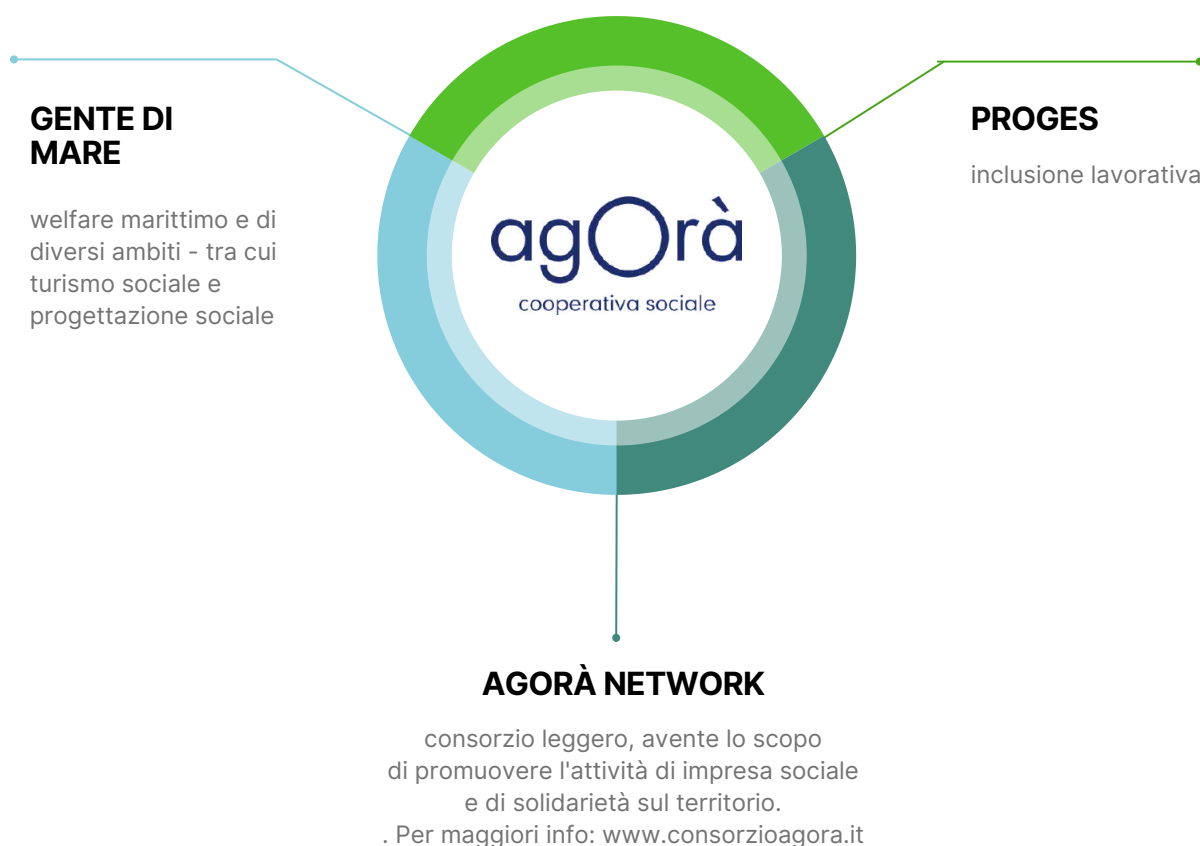 GENTE DI
MARE
welfare marittimo e di
diversi ambiti - tra cui
turismo sociale e
progettazione sociale
agOrà
cooperativa sociale
PROGES
inclusione lavorativa
AGORÀ NETWORK
consorzio leggero, avente lo scopo
di promuovere l'attività di impresa sociale
e di solidarietà sul territorio.
. Per maggiori info: www.consorzioagora.it